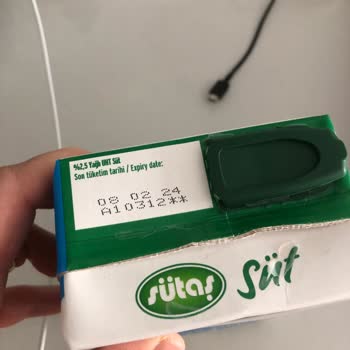 %2,5 Yağlı UHT Süt
Son tüketim tarihi / Expiry date:
08 02 24
A10312**
sütaş
Süt